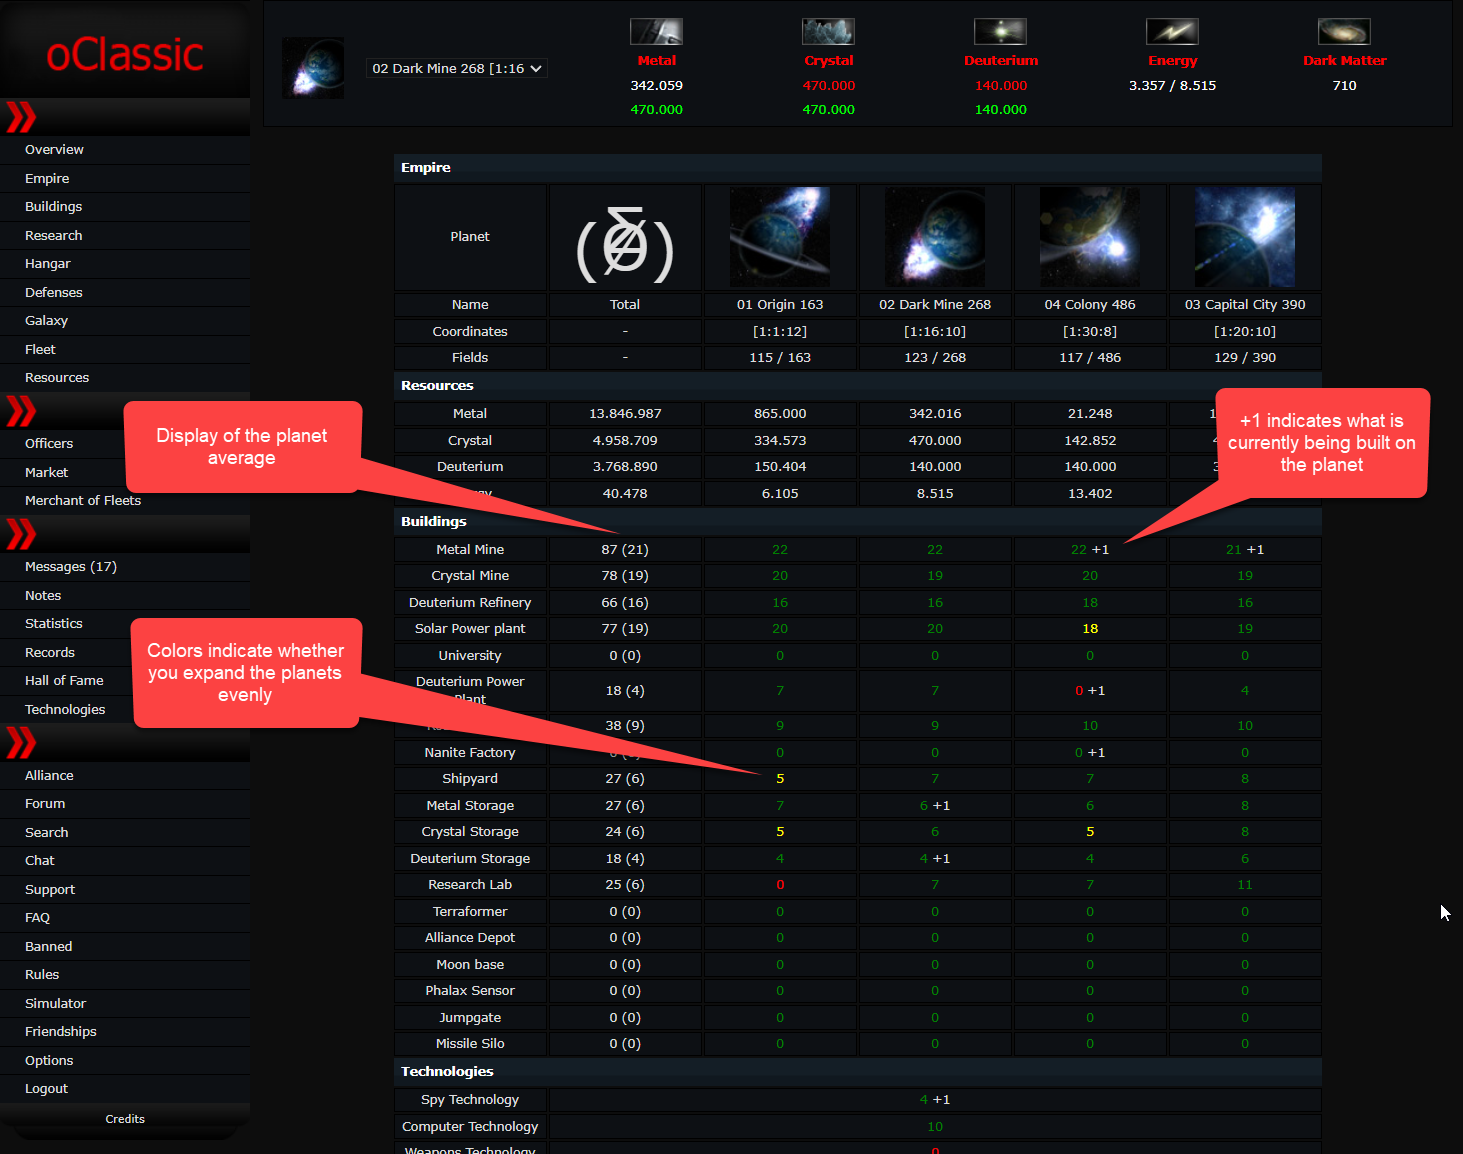 oClassic
02 Dark Mine 268 [1:16
Metal
Crystal
Deuterium
Energy
Dark Matter
342.059
470.000
140.000
3.357 / 8.515
710
470.000
470.000
140.000
Overview
Empire
Buildings
Research
Hangar
Defenses
Galaxy
Fleet
Resources
Officers
Market
Merchant of Fleets
Messages (17)
Notes
Statistics
Records
Hall of Fame
Technologies
Alliance
Forum
Search
Chat
Support
FAQ
Banned
Rules
Simulator
Friendships
Options
Logout
Credits
Empire
Planet
Name Total 01 Origin 163 02 Dark Mine 268 04 Colony 486 03 Capital City 390
Coordinates - [1:1:12] [1:16:10] [1:30:8] [1:20:10]
Fields - 115 / 163 123 / 268 117 / 486 129 / 390
Resources
Metal 13.846.987 865.000 342.016 21.248
Crystal 4.958.709 334.573 470.000 142.852
Deuterium 3.768.890 150.404 140.000 140.000
40.478 6.105 8.515 13.402
Buildings
Metal Mine 87 (21) 22 22 22 +1 21 +1
Crystal Mine 78 (19) 20 19 20 19
Deuterium Refinery 66 (16) 16 16 18 16
Solar Power plant 77 (19) 20 20 18 19
University 0 (0) 0 0 0 0
Deuterium Power
Plant 18 (4) 7 7 0 +1 4
38 (9) 9 9 10 10
Nanite Factory 0 0 0 +1 0
Shipyard 27 (6) 5 7 7 8
Metal Storage 27 (6) 7 6 +1 6 8
Crystal Storage 24 (6) 5 6 5 8
Deuterium Storage 18 (4) 4 4 +1 4 6
Research Lab 25 (6) 0 7 7 11
Terraformer 0 (0) 0 0 0 0
Alliance Depot 0 (0) 0 0 0 0
Moon base 0 (0) 0 0 0 0
Phalax Sensor 0 (0) 0 0 0 0
Jumpgate 0 (0) 0 0 0 0
Missile Silo 0 (0) 0 0 0 0
Technologies
Spy Technology 4 +1
Computer Technology 10
Weapons Technology 0
Display of the planet
average
+1 indicates what is
currently being built on
the planet
Colors indicate whether
you expand the planets
evenly